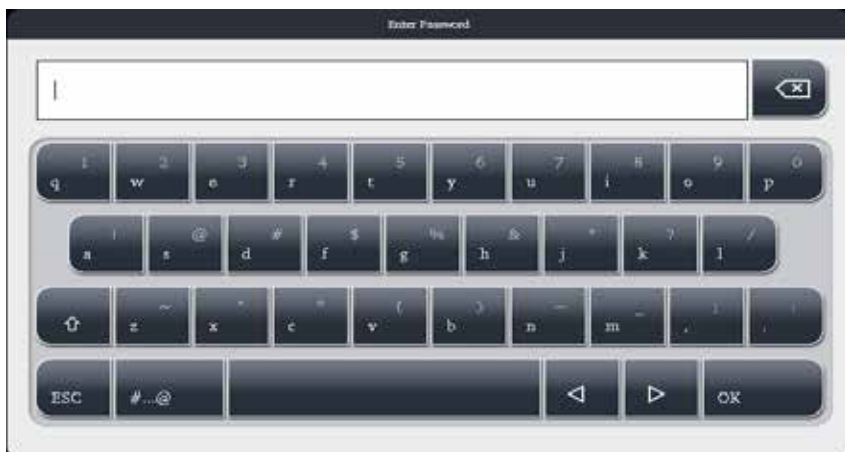 Enter Password
1 2 3 4 5 6 7 8 9 0
q w e r t y u i o p
! @ # $ % & * ? /
a s d f g h j k l
~ " ( ) — _ : 
z x c v b n m , .
ESC #...@ OK